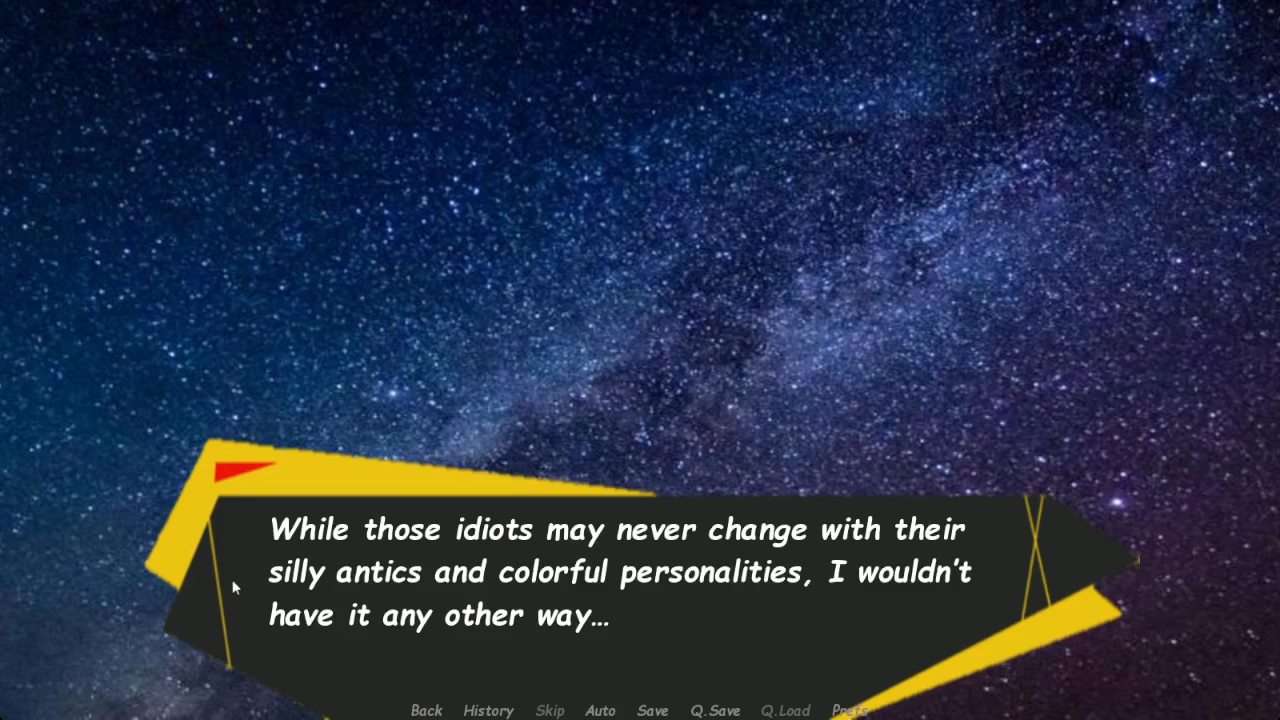 While those idiots may never change with their
silly antics and colorful personalities, I wouldn't
have it any other way...
Back History Skip Auto Save Q.Save Q.Load Prefs